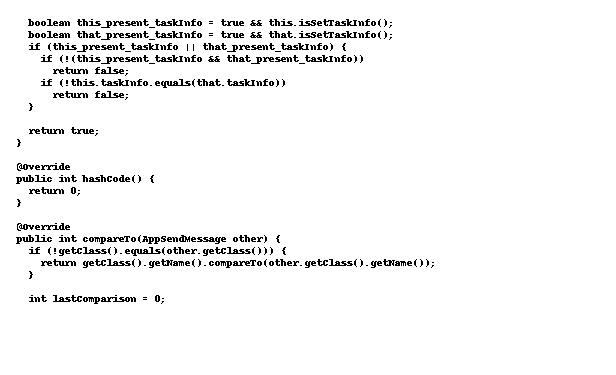 boolean this_present_taskInfo = true && this.isSetTaskInfo();
boolean that_present_taskInfo = true && that.isSetTaskInfo();
if (this_present_taskInfo || that_present_taskInfo) {
if (!(this_present_taskInfo && that_present_taskInfo))
return false;
if (!this.taskInfo.equals(that.taskInfo))
return false;
}
return true;
}
@Override
public int hashCode() {
return 0;
}
@Override
public int compareTo(AppSendMessage other) {
if (!getClass().equals(other.getClass())) {
return getClass().getName().compareTo(other.getClass().getName());
}
int lastComparison = 0;